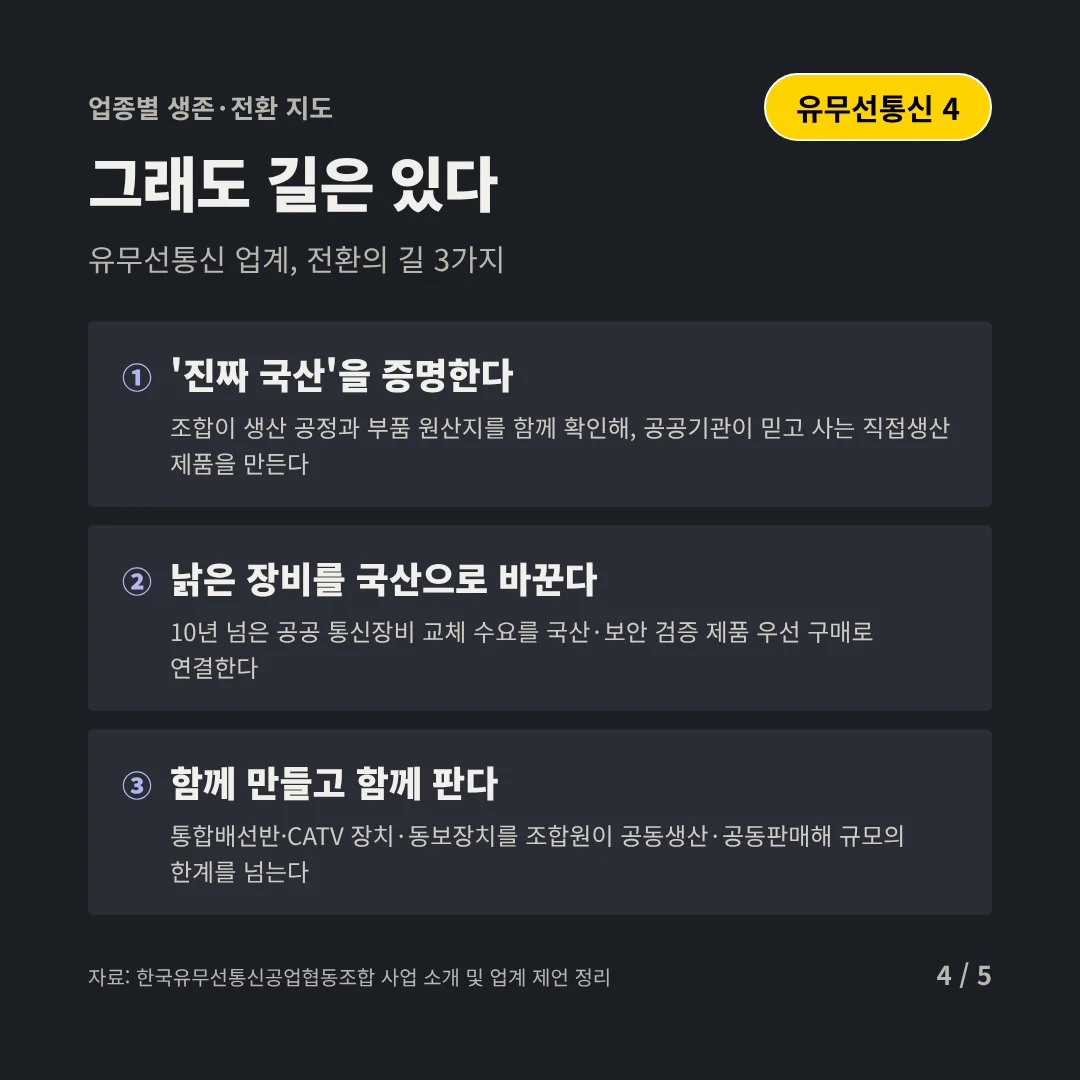 업종별 생존·전환 지도
유무선통신 4
그래도 길은 있다
유무선통신 업계, 전환의 길 3가지
① '진짜 국산'을 증명한다
조합이 생산 공정과 부품 원산지를 함께 확인해, 공공기관이 믿고 사는 직접생산
제품을 만든다
② 낡은 장비를 국산으로 바꾼다
10년 넘은 공공 통신장비 교체 수요를 국산·보안 검증 제품 우선 구매로
연결한다
③ 함께 만들고 함께 판다
통합배선반·CATV 장치·동보장치를 조합원이 공동생산·공동판매해 규모의
한계를 넘는다
자료: 한국유무선통신공업협동조합 사업 소개 및 업계 제언 정리
4 / 5